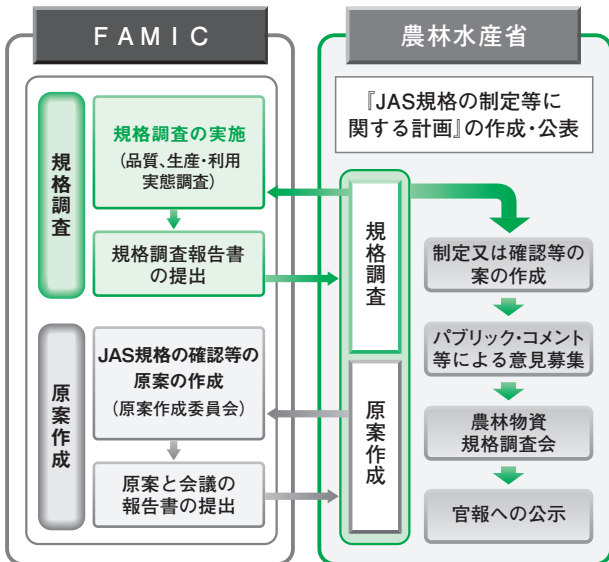 FAMIC
規格調査
規格調査の実施
(品質、生産・利用
実態調査)
規格調査報告書
の提出
原案作成
JAS規格の確認等の
原案の作成
(原案作成委員会)
原案と会議の
報告書の提出
農林水産省
『JAS規格の制定等に
関する計画』の作成・公表
規格調査
原案作成
制定又は確認等の
案の作成
パブリック・コメント
等による意見募集
農林物資
規格調査会
官報への公示